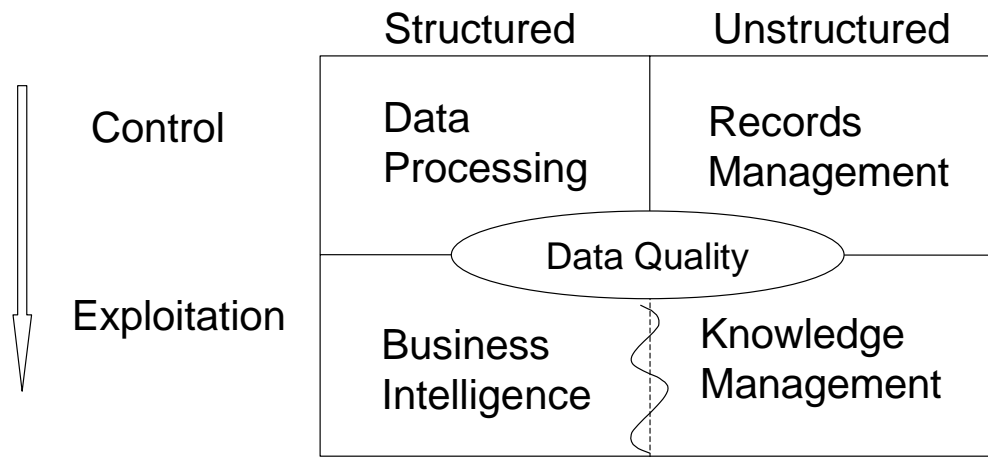 Structured
Unstructured
Control
Data
Processing
Records
Management
Data Quality
Exploitation
Business
Intelligence
Knowledge
Management